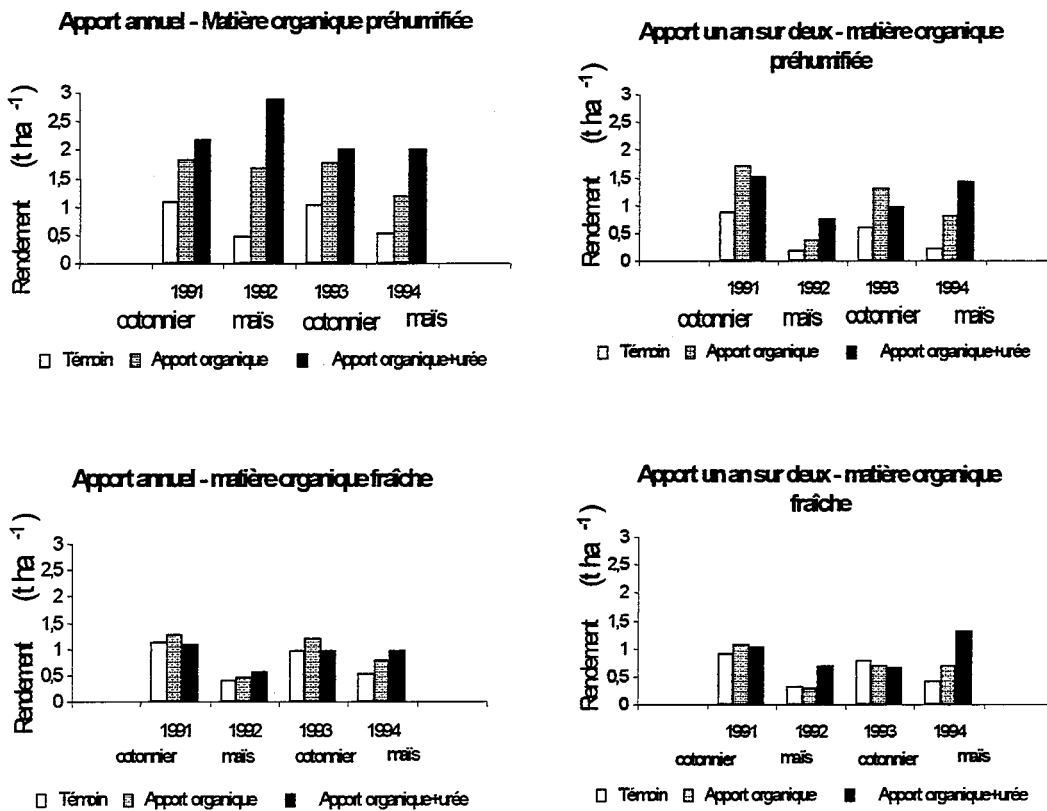 Apport annuel - Matière organique préhumifiée
Rendement (t ha -1)
3
2,5
2
1,5
1
0,5
0
1991
1992
1993
1994
cotonnier
maïs
cotonnier
maïs
Témoin
Apport organique
Apport organique+urée
Apport un an sur deux - matière organique
préhumifiée
Rendement (t ha -1)
3
2,5
2
1,5
1
0,5
0
1991
1992
1993
1994
cotonnier
maïs
cotonnier
maïs
Témoin
Apport organique
Apport organique+urée
Apport annuel - matière organique fraîche
Rendement (t ha -1)
3
2,5
2
1,5
1
0,5
0
1991
1992
1993
1994
cotonnier
maïs
cotonnier
maïs
Témoin
Apport organique
Apport organique+urée
Apport un an sur deux - matière organique
fraîche
Rendement (t ha -1)
3
2,5
2
1,5
1
0,5
0
1991
1992
1993
1994
cotonnier
maïs
cotonnier
maïs
Témoin
Apport organique
Apport organique+urée